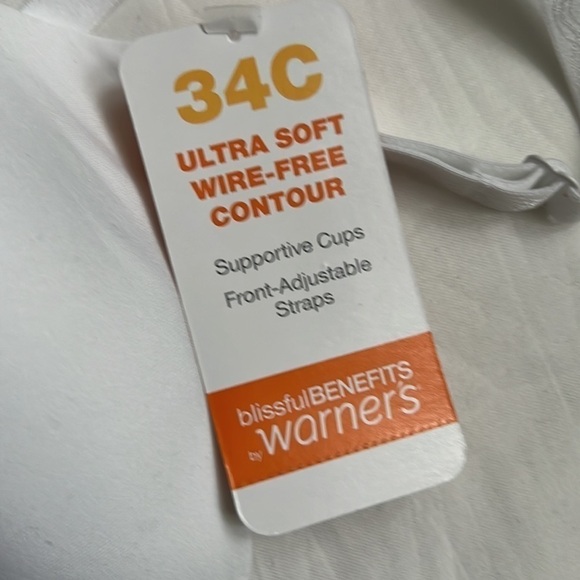 34C
ULTRA SOFT
WIRE-FREE
CONTOUR
Supportive Cups
Front-Adjustable
Straps
blissfulBENEFITS
by warner's